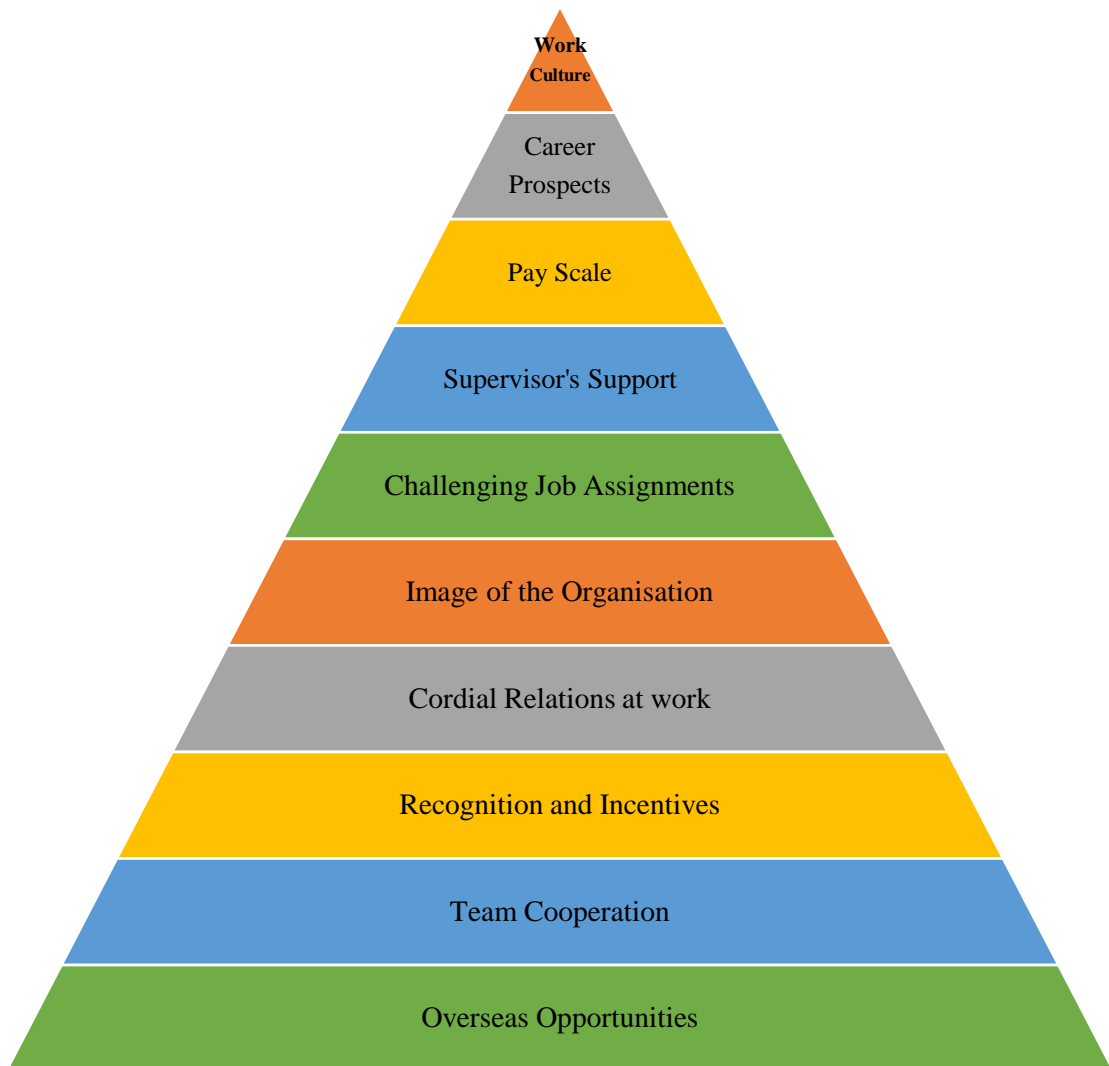 Work
Culture
Career
Prospects
Pay Scale
Supervisor's Support
Challenging Job Assignments
Image of the Organisation
Cordial Relations at work
Recognition and Incentives
Team Cooperation
Overseas Opportunities